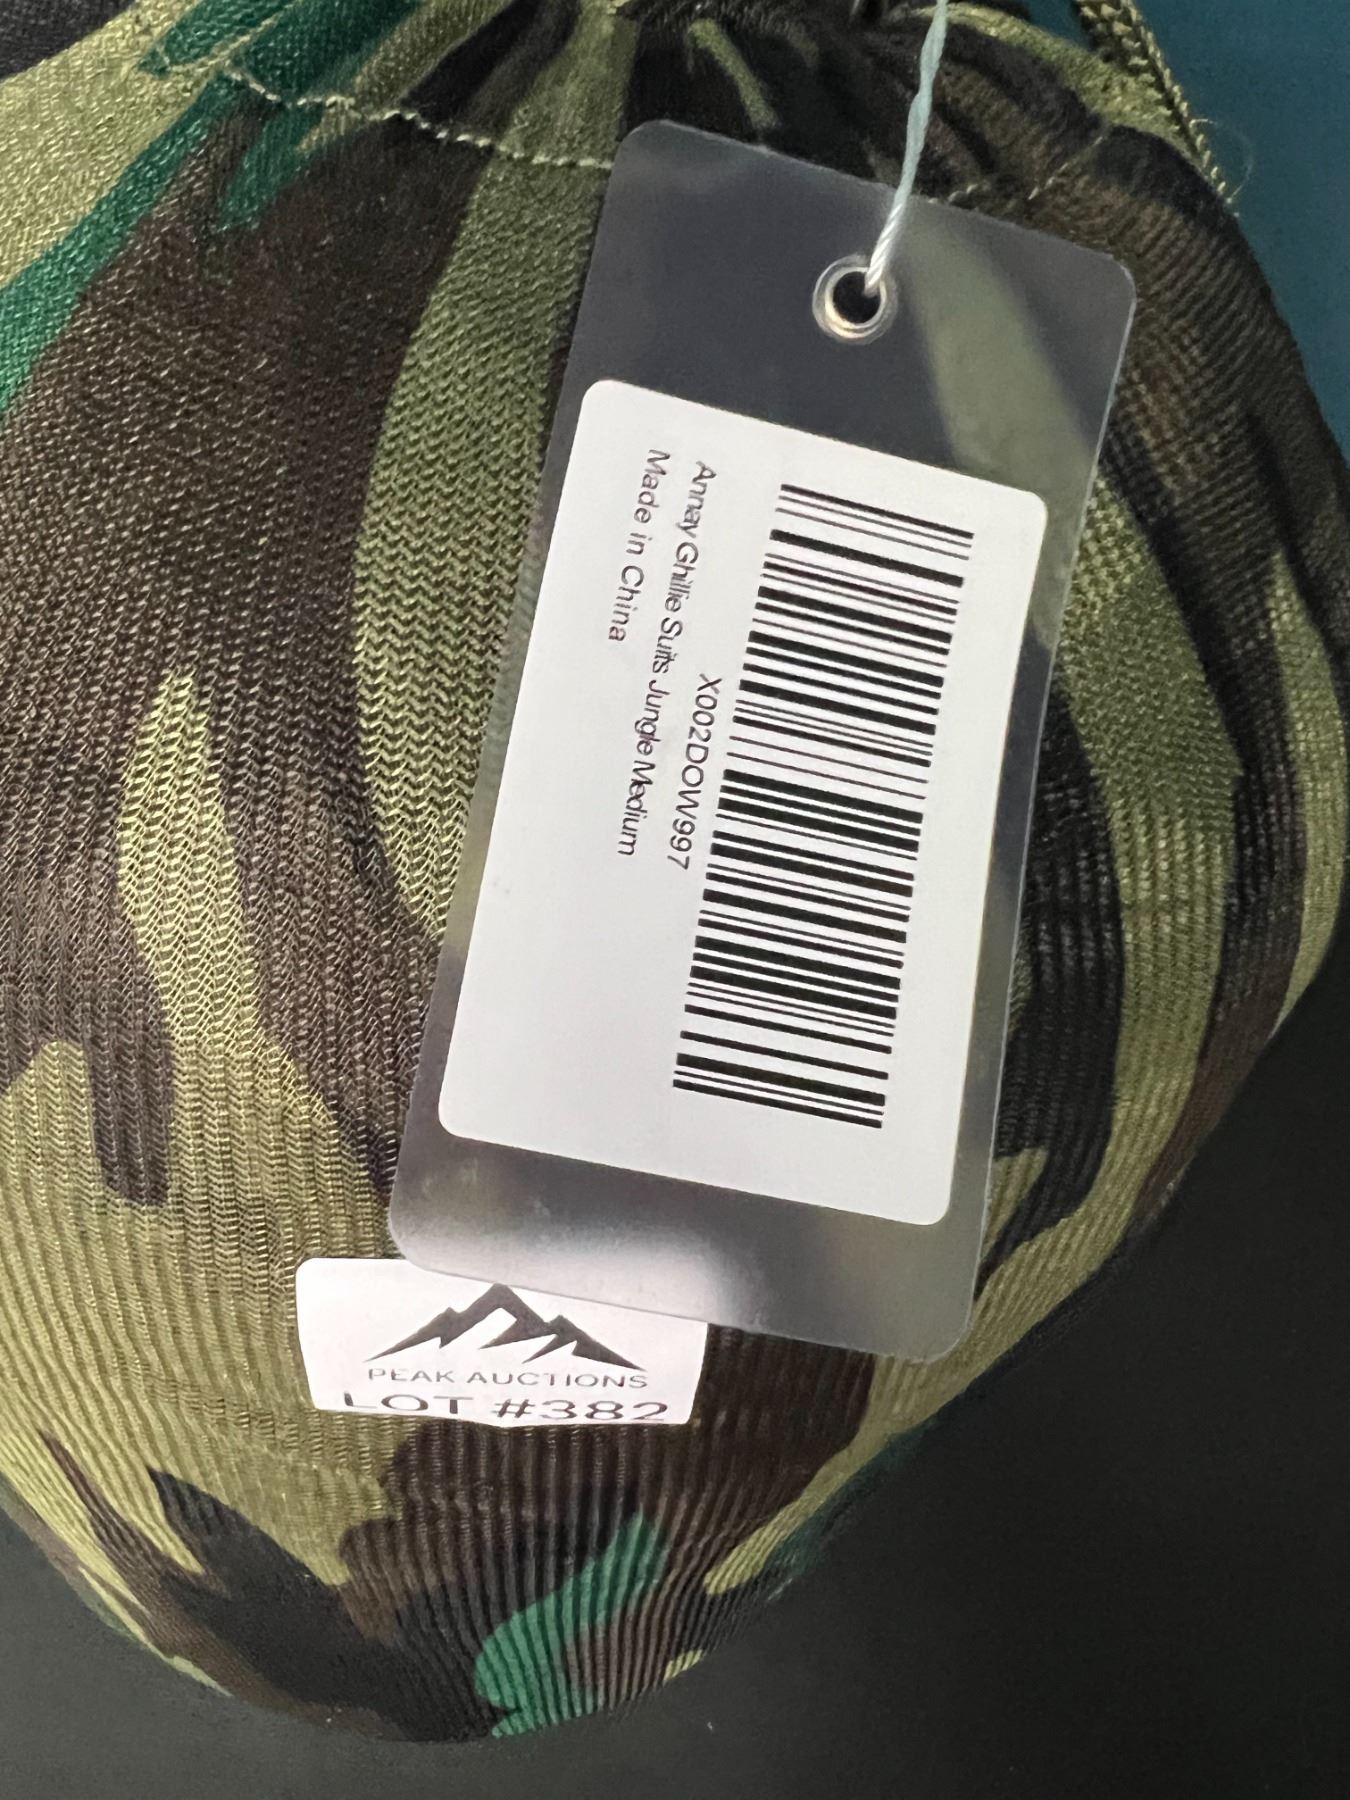 X002DOW997
Annay Ghillie Suits Jungle Medium
Made in China
PEAK AUCTIONS
LOT #382